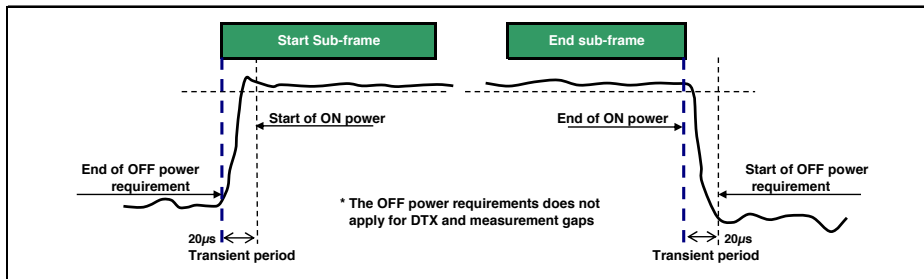 Start Sub-frame
End sub-frame
Start of ON power
End of ON power
End of OFF power
requirement
Start of OFF power
requirement
* The OFF power requirements does not
apply for DTX and measurement gaps
20µs
Transient period
20µs
Transient period